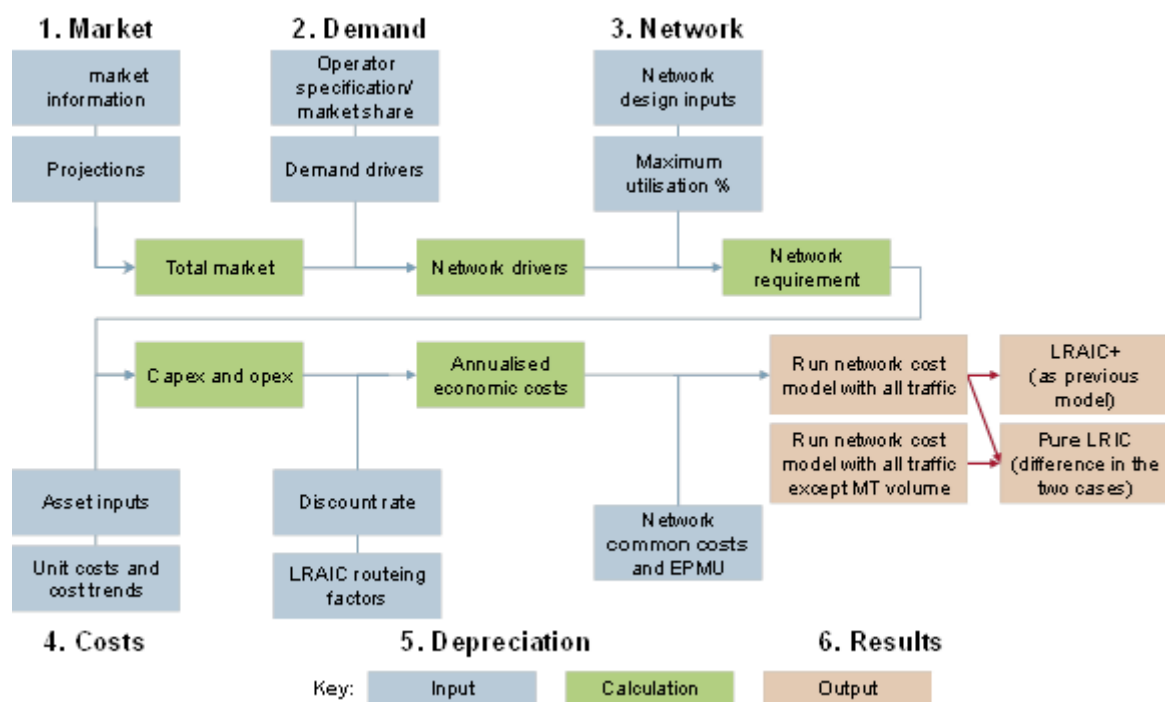 1. Market
2. Demand
3. Network
market
information
Operator
specification/
market share
Network
design inputs
Projections
Demand drivers
Maximum
utilisation %
Total market
Network drivers
Network
requirement
Capex and opex
Annualised
economic costs
Run network cost
model with all traffic
LRAIC+
(as previous
model)
Run network cost
model with all traffic
except MT volume
Pure LRIC
(difference in the
two cases)
Asset inputs
Discount rate
Network
common costs
and EPMU
Unit costs and
cost trends
LRAIC routeing
factors
4. Costs
5. Depreciation
6. Results
Key:
Input
Calculation
Output